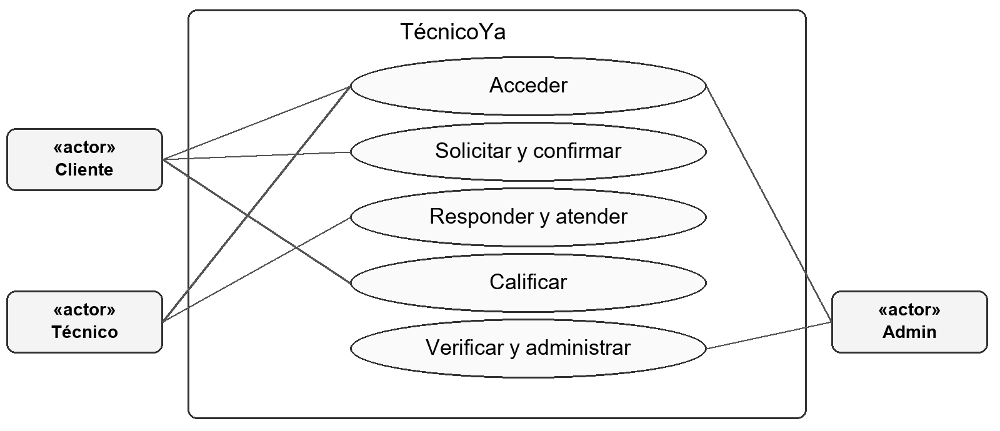 TécnicoYa
Acceder
Solicitar y confirmar
Responder y atender
Calificar
Verificar y administrar
«actor»
Cliente
«actor»
Técnico
«actor»
Admin